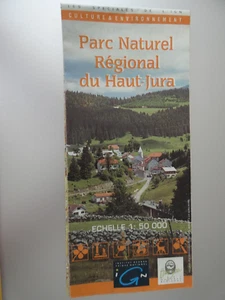 CULTURE & ENVIRONNEMENT
Parc Naturel
Régional
du Haut-Jura
ECHELLE 1: 50 000